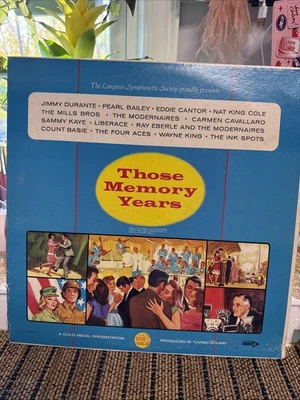 The Longines Symphonette Society proudly presents
JIMMY DURANTE • PEARL BAILEY • EDDIE CANTOR • NAT KING COLE
THE MILLS BROS • THE MODERNAIRES • CARMEN CAVALLARO
SAMMY KAYE • LIBERACE • RAY EBERLE AND THE MODERNAIRES
COUNT BASIE • THE FOUR ACES • WAYNE KING • THE INK SPOTS
Those
Memory
Years
A GOLD MEDAL PRESENTATION
PRODUCED IN "LIVING SOUND"